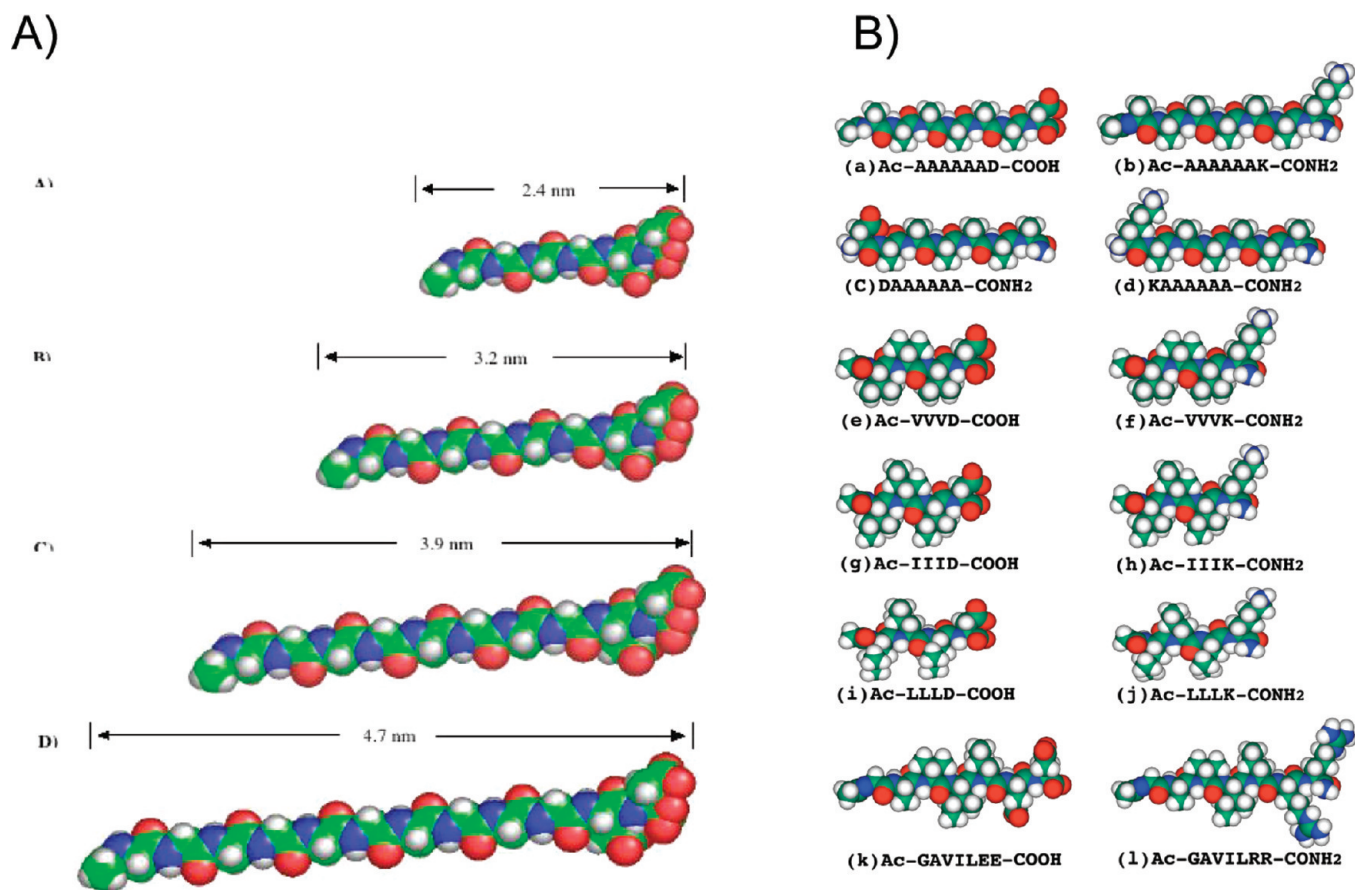 A)
B)
A)
2.4 nm
B)
3.2 nm
C)
3.9 nm
D)
4.7 nm
(a)Ac-AAAAAAD-COOH
(b)Ac-AAAAAAK-CONH2
(C)DAAAAAA-CONH2
(d)KAAAAAA-CONH2
(e)Ac-VVVD-COOH
(f)Ac-VVVK-CONH2
(g)Ac-IIID-COOH
(h)Ac-IIIK-CONH2
(i)Ac-LLLD-COOH
(j)Ac-LLLK-CONH2
(k)Ac-GAVILEE-COOH
(l)Ac-GAVILRR-CONH2